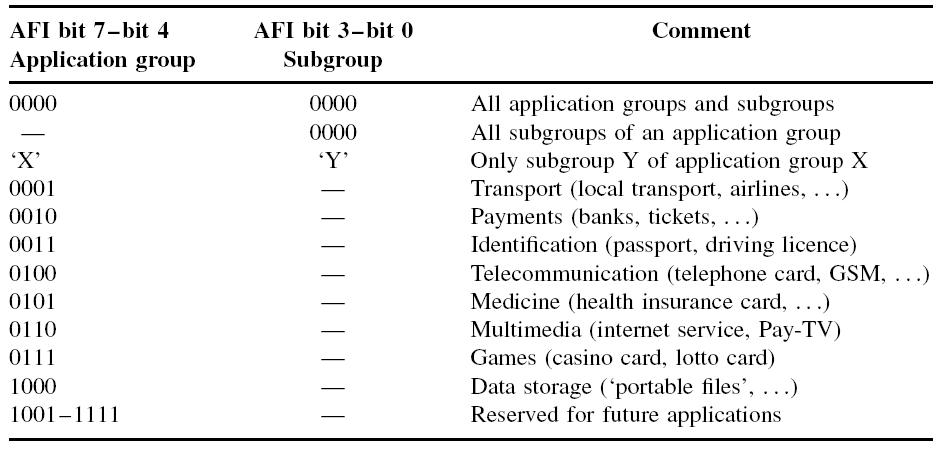 AFI bit 7–bit 4 AFI bit 3–bit 0 Comment
Application group Subgroup
0000 0000 All application groups and subgroups
— 0000 All subgroups of an application group
‘X’ ‘Y’ Only subgroup Y of application group X
0001 — Transport (local transport, airlines, ...)
0010 — Payments (banks, tickets, ...)
0011 — Identification (passport, driving licence)
0100 — Telecommunication (telephone card, GSM, ...)
0101 — Medicine (health insurance card, ...)
0110 — Multimedia (internet service, Pay-TV)
0111 — Games (casino card, lotto card)
1000 — Data storage (‘portable files’, ...)
1001–1111 — Reserved for future applications